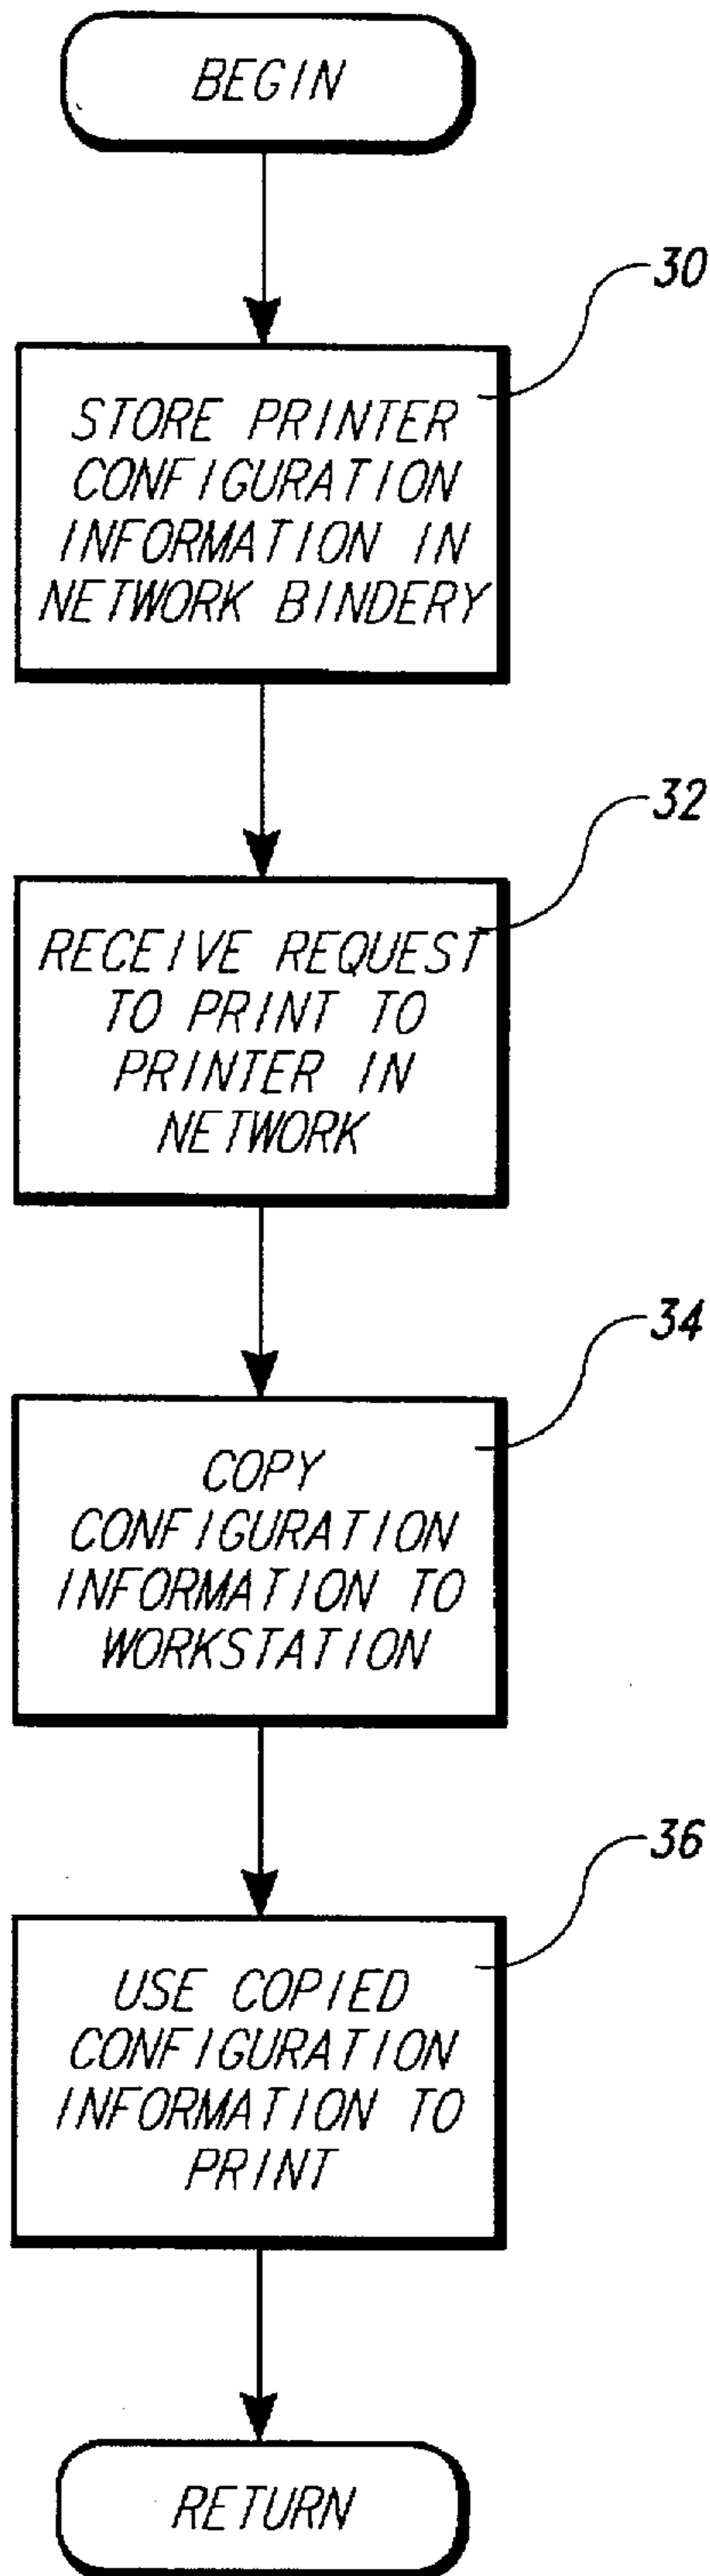 BEGIN
30
STORE PRINTER
CONFIGURATION
INFORMATION IN
NETWORK BINDERY
32
RECEIVE REQUEST
TO PRINT TO
PRINTER IN
NETWORK
34
COPY
CONFIGURATION
INFORMATION TO
WORKSTATION
36
USE COPIED
CONFIGURATION
INFORMATION TO
PRINT
RETURN